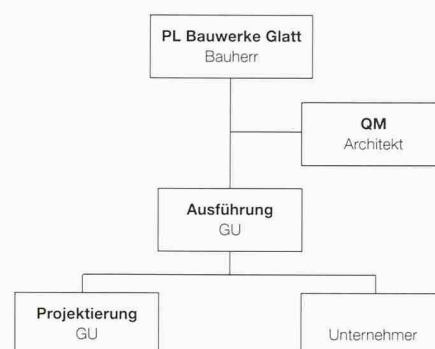 PL Bauwerke Glatt
Bauherr
QM
Architekt
Ausführung
GU
Projektierung
GU
Unternehmer